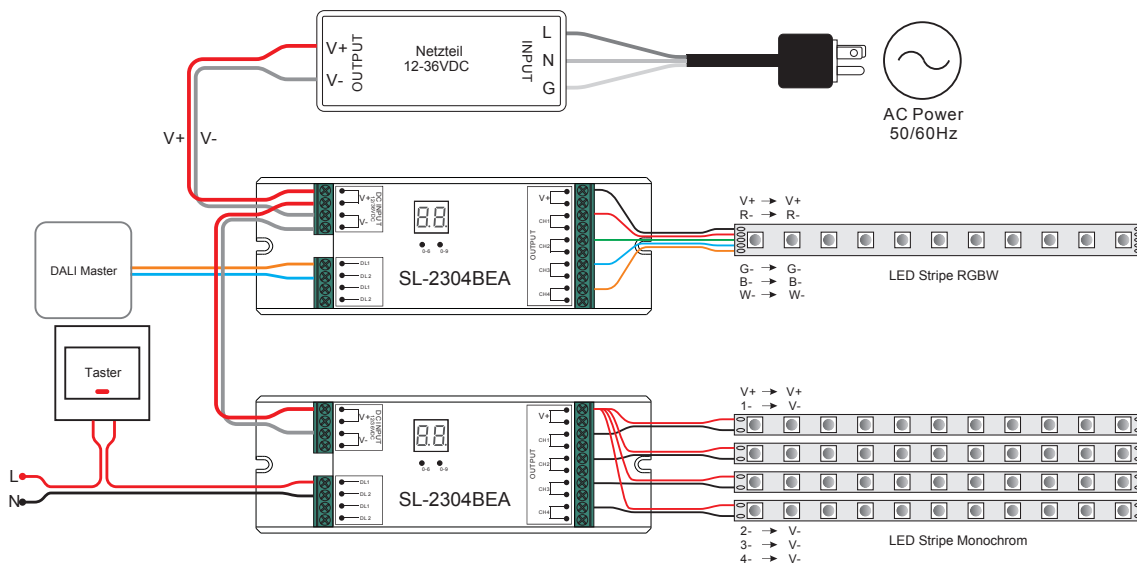 V+
V-
OUTPUT
Netzteil
12-36VDC
INPUT
L
N
G
AC Power
50/60Hz
V+
V-
V+
V-
DC INPUT
12-36VDC
0-6
0-9
DL1
DL2
DL1
DL2
SL-2304BEA
OUTPUT
V+
CH1
CH2
CH3
CH4
V+ → V+
R- → R-
G- → G-
B- → B-
W- → W-
LED Stripe RGBW
DALI Master
Taster
L
N
V+
V-
DC INPUT
12-36VDC
0-6
0-9
DL1
DL2
DL1
DL2
SL-2304BEA
OUTPUT
V+
CH1
CH2
CH3
CH4
V+ → V+
1- → V-
2- → V-
3- → V-
4- → V-
LED Stripe Monochrom